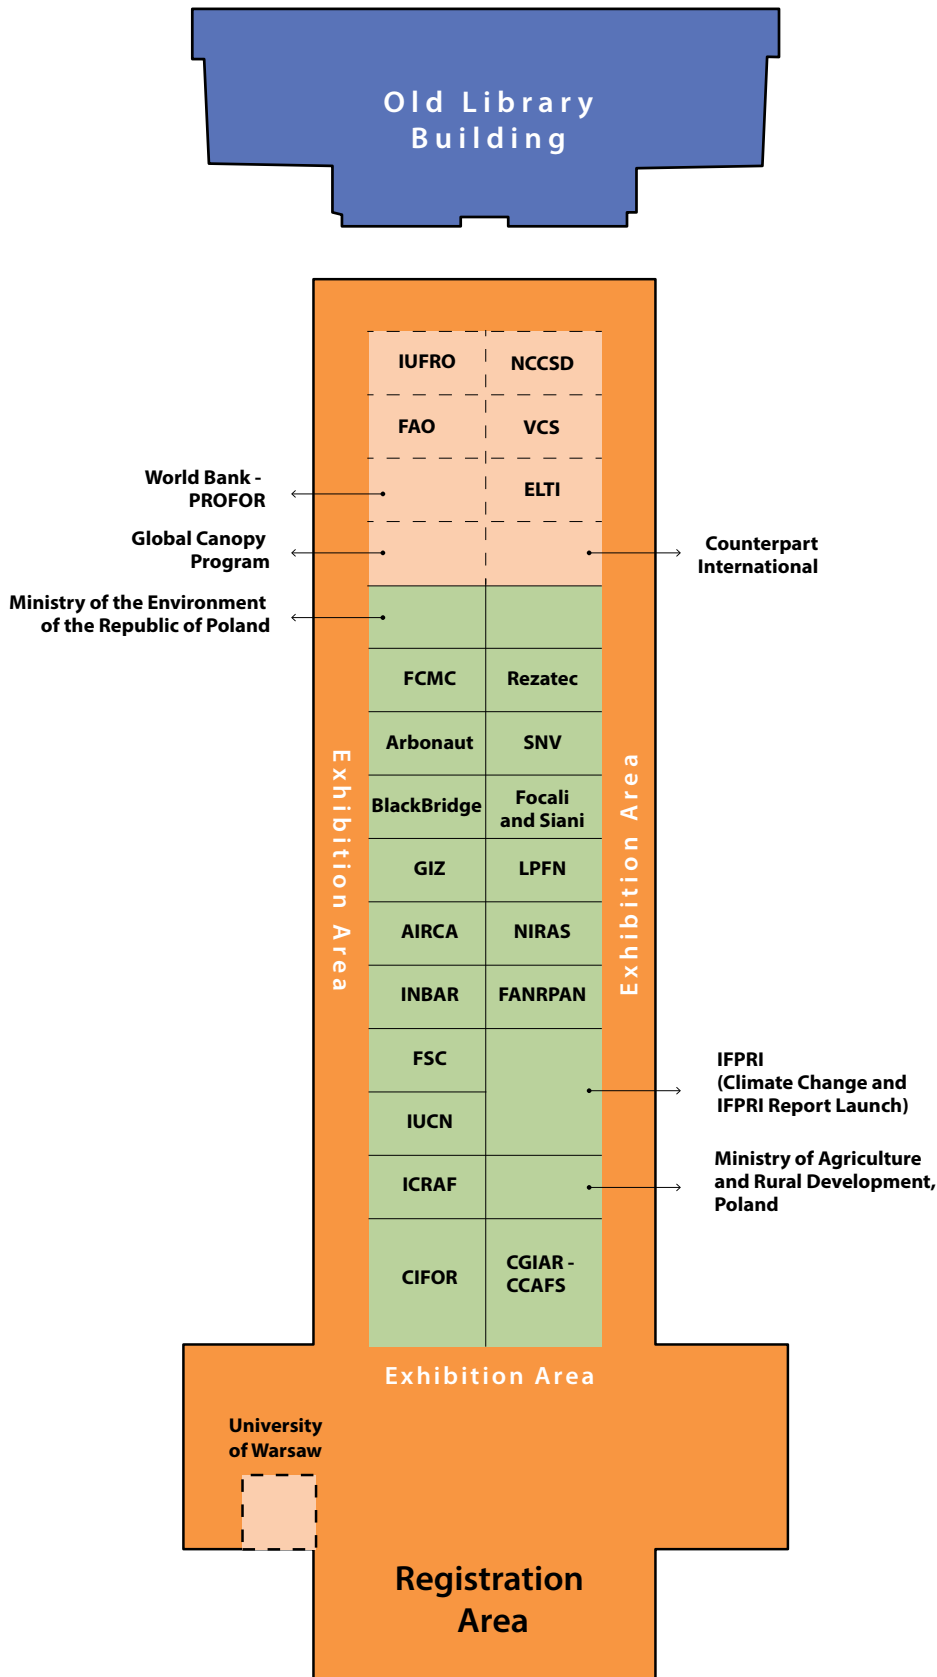 Old Library
Building
IUFRO
NCCSD
FAO
VCS
World Bank -
PROFOR
ELTI
Global Canopy
Program
Counterpart
International
Ministry of the Environment
of the Republic of Poland
FCMC
Rezatec
Arbonaut
SNV
BlackBridge
Focali
and Siani
GIZ
LPFN
AIRCA
NIRAS
INBAR
FANRPAN
Exhibition Area
Exhibition Area
FSC
IFPRI
(Climate Change and
IFPRI Report Launch)
IUCN
ICRAF
Ministry of Agriculture
and Rural Development,
Poland
CIFOR
CGIAR -
CCAFS
Exhibition Area
University
of Warsaw
Registration
Area